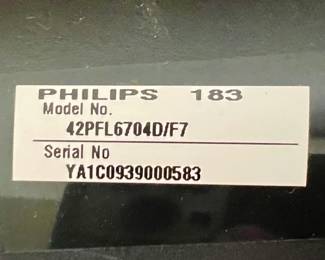 PHILIPS 183
Model No.
42PFL6704D/F7
Serial No
YA1C0939000583